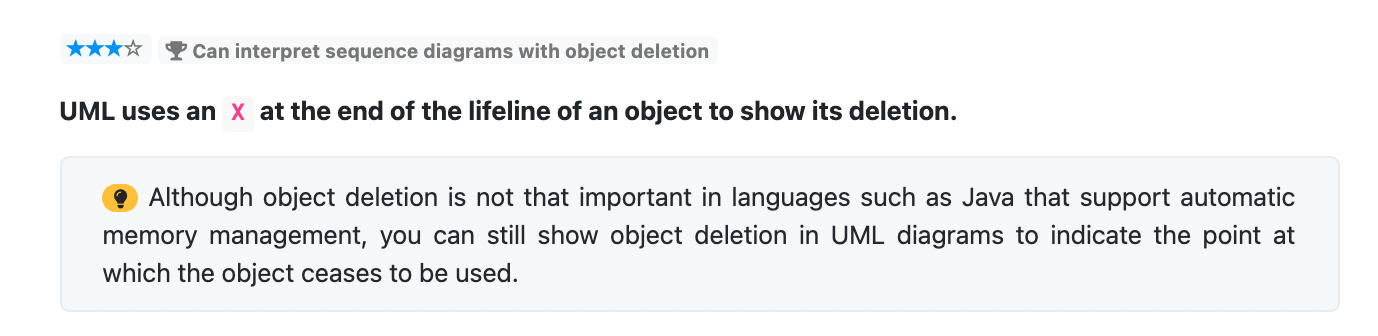 ★★★☆ Can interpret sequence diagrams with object deletion
UML uses an X at the end of the lifeline of an object to show its deletion.
Although object deletion is not that important in languages such as Java that support automatic
memory management, you can still show object deletion in UML diagrams to indicate the point at
which the object ceases to be used.